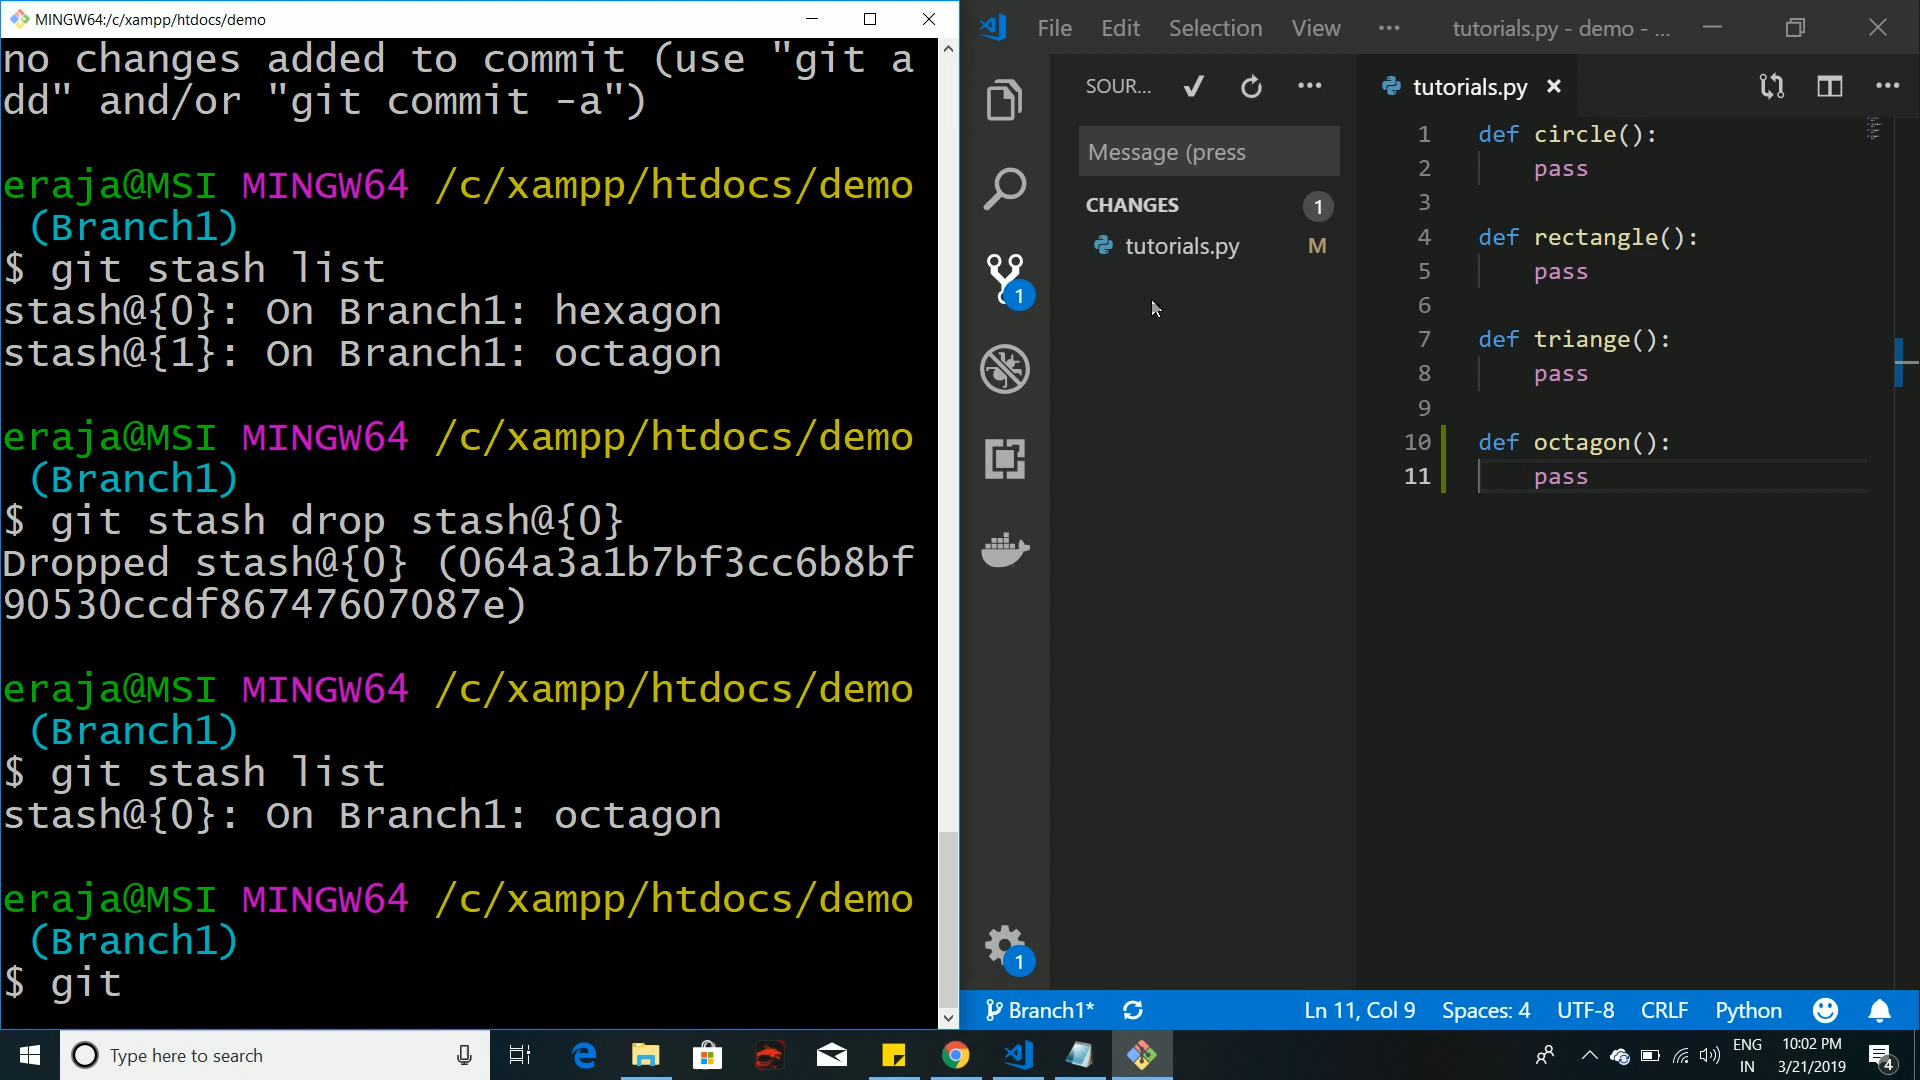 MINGW64:/c/xampp/htdocs/demo
no changes added to commit (use "git a
dd" and/or "git commit -a")
eraja@MSI MINGW64 /c/xampp/htdocs/demo
(Branch1)
$ git stash list
stash@{0}: On Branch1: hexagon
stash@{1}: On Branch1: octagon
eraja@MSI MINGW64 /c/xampp/htdocs/demo
(Branch1)
$ git stash drop stash@{0}
Dropped stash@{0} (064a3a1b7bf3cc6b8bf
90530ccdf86747607087e)
eraja@MSI MINGW64 /c/xampp/htdocs/demo
(Branch1)
$ git stash list
stash@{0}: On Branch1: octagon
eraja@MSI MINGW64 /c/xampp/htdocs/demo
(Branch1)
$ git
File Edit Selection View ··· tutorials.py - demo - ...
SOUR...
Message (press
CHANGES 1
tutorials.py M
1
1
tutorials.py
1 def circle():
2 pass
3
4 def rectangle():
5 pass
6
7 def triange():
8 pass
9
10 def octagon():
11 pass
Branch1* Ln 11, Col 9 Spaces: 4 UTF-8 CRLF Python
Type here to search
ENG
IN
10:02 PM
3/21/2019
4